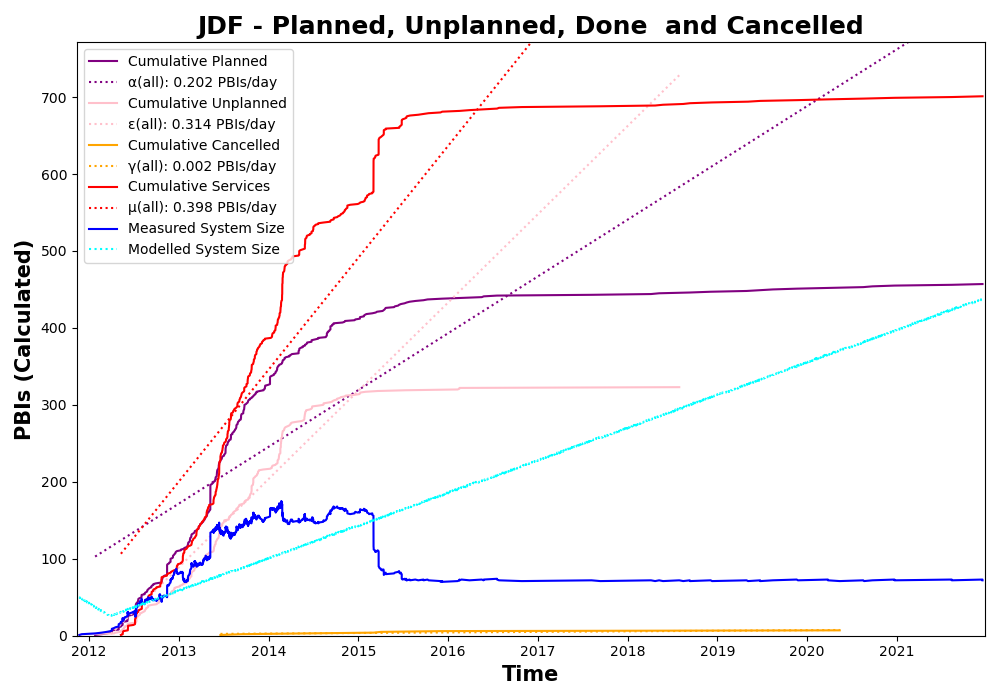 JDF - Planned, Unplanned, Done  and Cancelled
Cumulative Planned
α(all): 0.202 PBIs/day
Cumulative Unplanned
ε(all): 0.314 PBIs/day
Cumulative Cancelled
γ(all): 0.002 PBIs/day
Cumulative Services
μ(all): 0.398 PBIs/day
Measured System Size
Modelled System Size
PBIs (Calculated)
700
600
500
400
300
200
100
0
2012 2013 2014 2015 2016 2017 2018 2019 2020 2021
Time